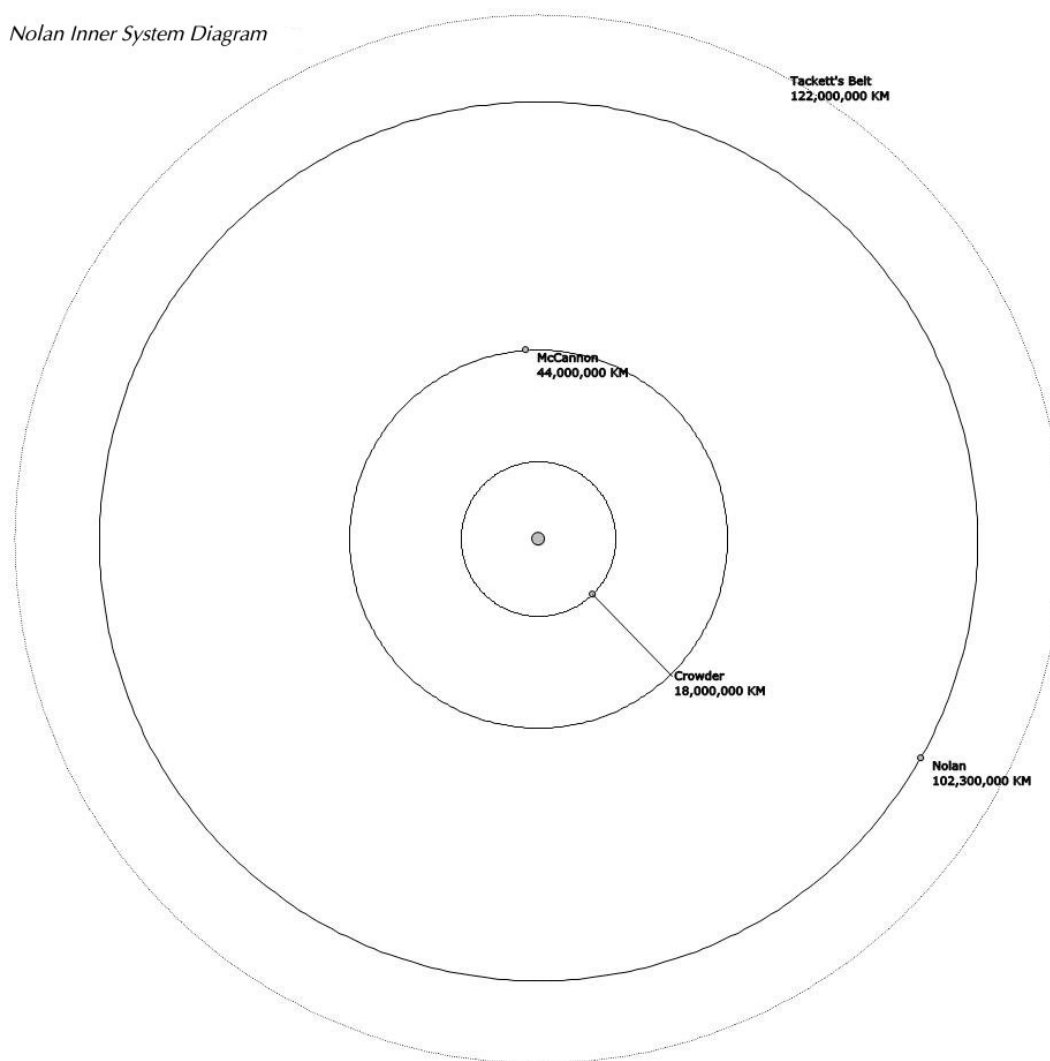 Nolan Inner System Diagram
Tackett's Belt
122,000,000 KM
McCannon
44,000,000 KM
Crowder
18,000,000 KM
Nolan
102,300,000 KM